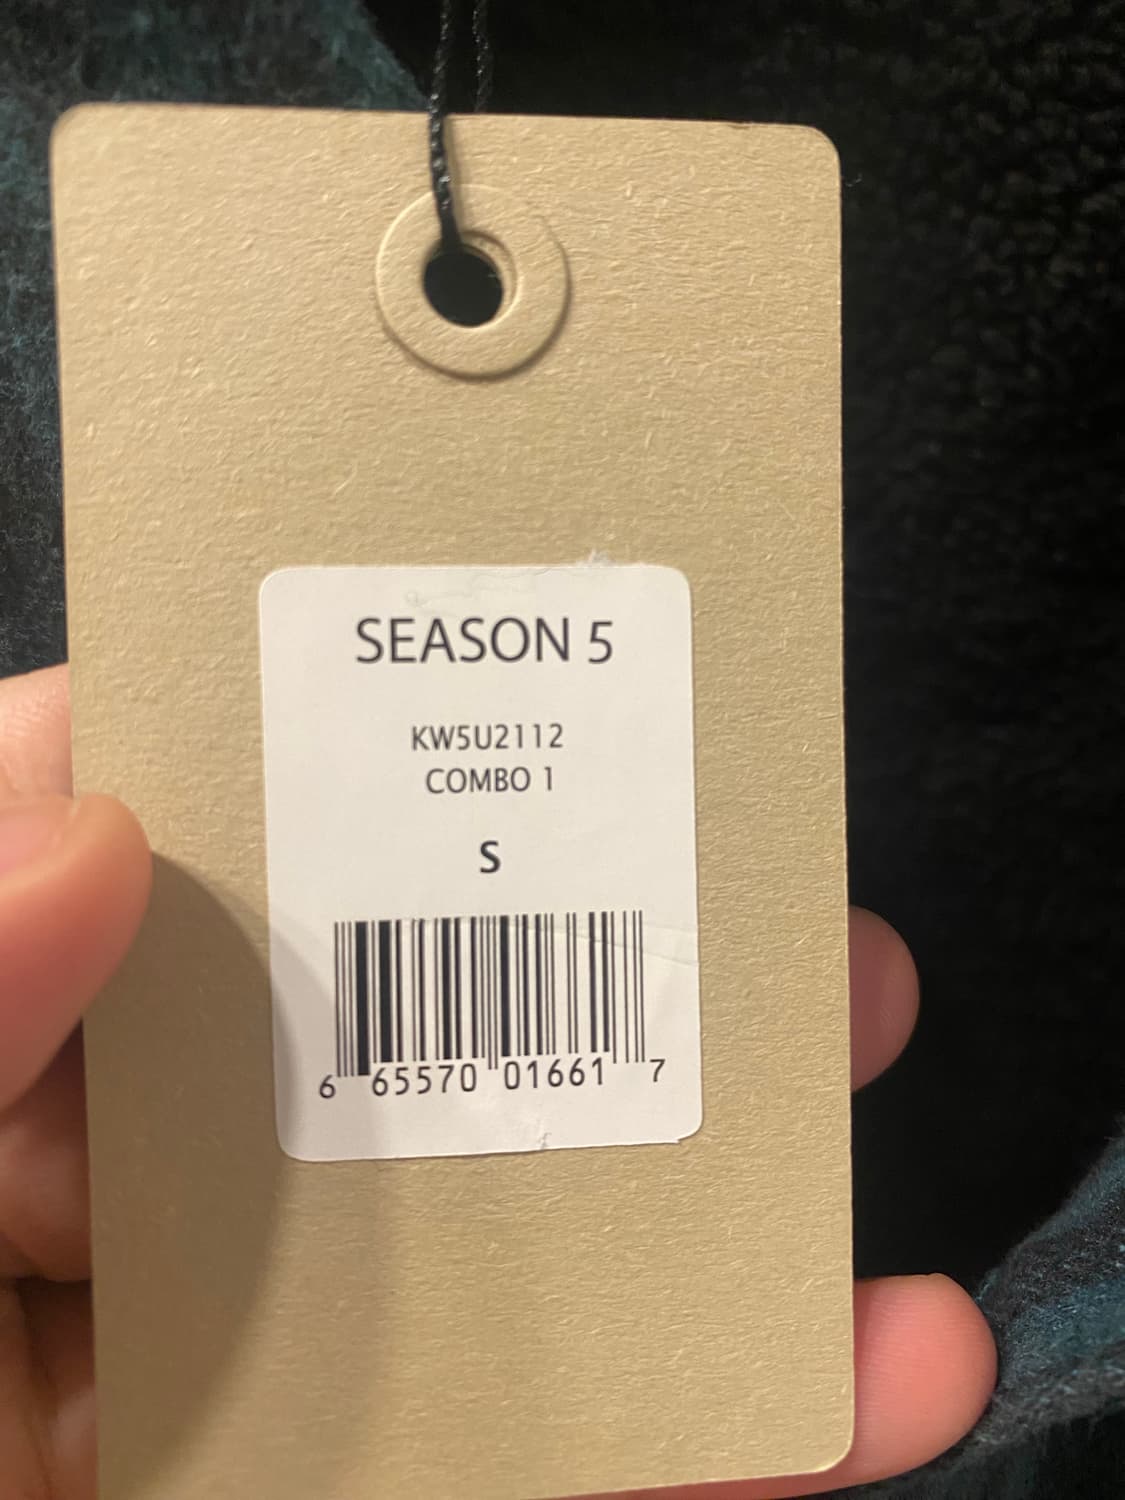 SEASON 5
KW5U2112
COMBO 1
S
6 65570 01661 7